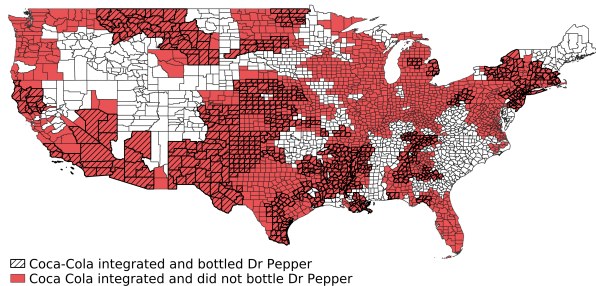 Coca-Cola integrated and bottled Dr Pepper
Coca Cola integrated and did not bottle Dr Pepper